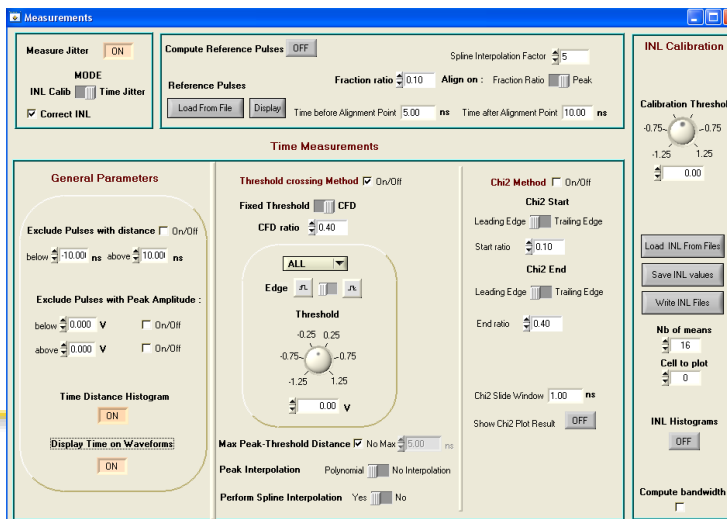 Measurements
Measure Jitter ON
MODE
INL Calib Time Jitter
Correct INL
Compute Reference Pulses OFF
Spline Interpolation Factor 5
Reference Pulses
Fraction ratio 0.10 Align on : Fraction Ratio Peak
Load From File Display Time before Alignment Point 5.00 ns Time after Alignment Point 10.00 ns
Time Measurements
General Parameters
Exclude Pulses with distance On/Off
below -10.00 ns above 10.00 ns
Exclude Pulses with Peak Amplitude :
below 0.000 V On/Off
above 0.000 V On/Off
Time Distance Histogram
ON
Display Time on Waveforms
ON
Threshold crossing Method On/Off
Fixed Threshold CFD
CFD ratio 0.40
ALL
Edge
Threshold
-0.25 0.25
-0.75 0.75
-1.25 1.25
0.00 V
Max Peak-Threshold Distance No Max 5.00 ns
Peak Interpolation Polynomial No Interpolation
Perform Spline Interpolation Yes No
Chi2 Method On/Off
Chi2 Start
Leading Edge Trailing Edge
Start ratio 0.10
Chi2 End
Leading Edge Trailing Edge
End ratio 0.40
Chi2 Slide Window 1.00 ns
Show Chi2 Plot Result OFF
INL Calibration
Calibration Threshol
-0.75 0.75
-1.25 1.25
0.00
Load INL From Files
Save INL values
Write INL Files
Nb of means
16
Cell to plot
0
INL Histograms
OFF
Compute bandwidth